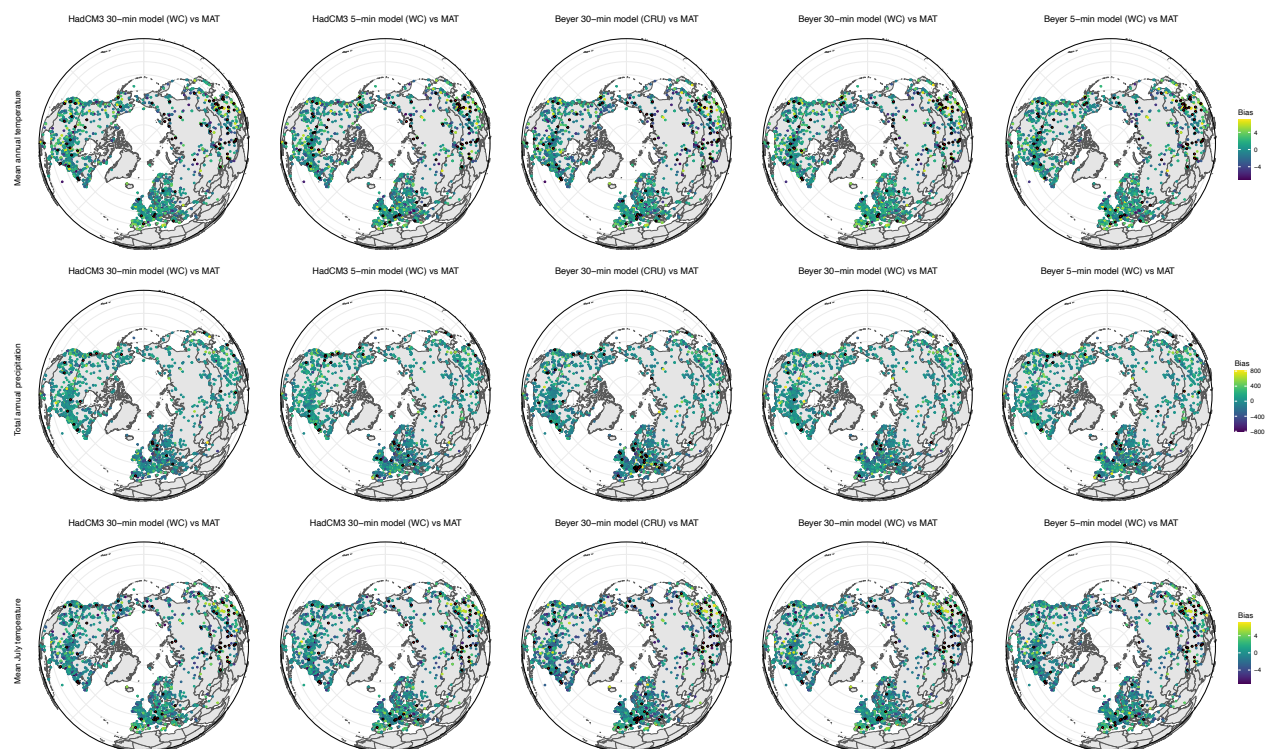 HadCM3 30−min model (WC) vs MAT
HadCM3 5−min model (WC) vs MAT
Beyer 30−min model (CRU) vs MAT
Beyer 30−min model (WC) vs MAT
Beyer 5−min model (WC) vs MAT
Mean annual temperature
Bias
4
0
−4
HadCM3 30−min model (WC) vs MAT
HadCM3 5−min model (WC) vs MAT
Beyer 30−min model (CRU) vs MAT
Beyer 30−min model (WC) vs MAT
Beyer 5−min model (WC) vs MAT
Total annual precipitation
Bias
800
400
0
−400
−800
HadCM3 30−min model (WC) vs MAT
HadCM3 30−min model (WC) vs MAT
Beyer 30−min model (CRU) vs MAT
Beyer 30−min model (WC) vs MAT
Beyer 5−min model (WC) vs MAT
Mean July temperature
Bias
4
0
−4